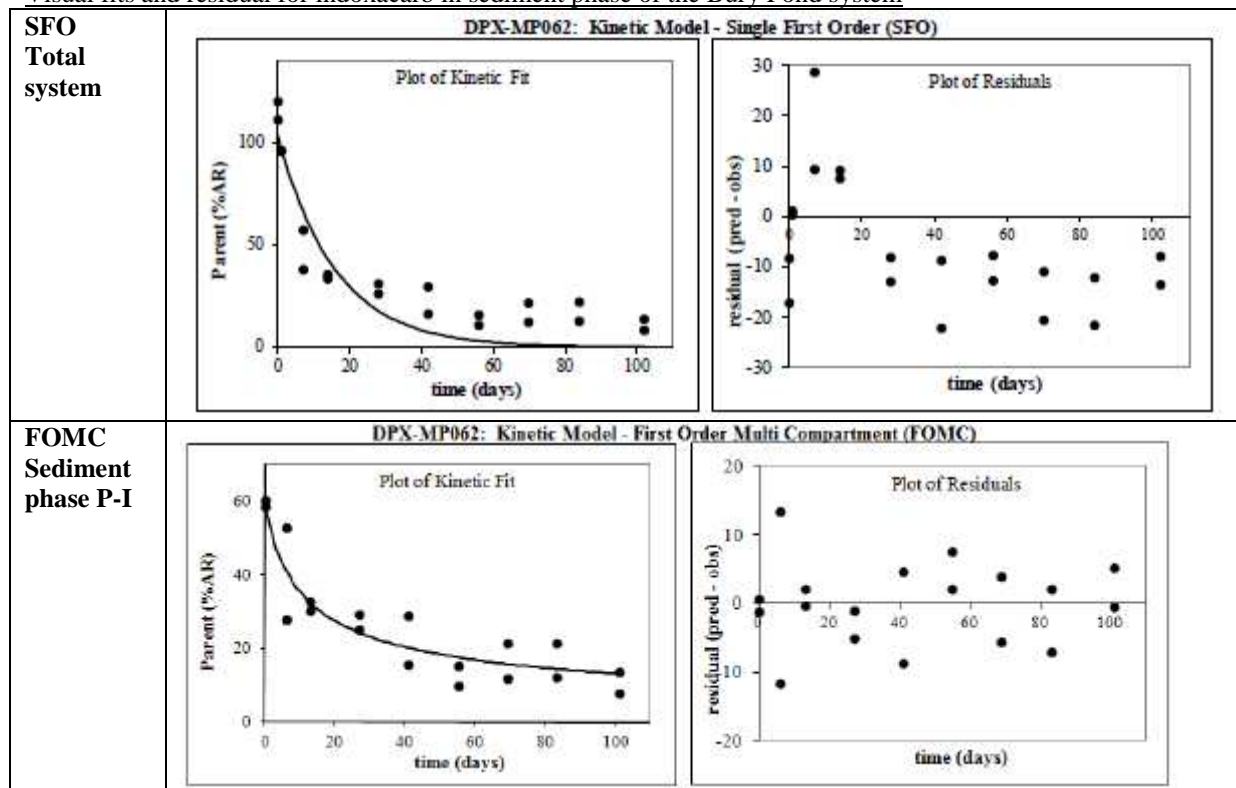 Visual fits and residual for indoxacarb in sediment phase of the Bury Pond system
SFO
Total
system
DPX-MP062: Kinetic Model - Single First Order (SFO)
Plot of Kinetic Fit
Parent (%AR)
100
50
0
0 20 40 60 80 100
time (days)
Plot of Residuals
residual (pred - obs)
30
20
10
0
-10
-20
-30
0 20 40 60 80 100
time (days)
FOMC
Sediment
phase P-I
DPX-MP062: Kinetic Model - First Order Multi Compartment (FOMC)
Plot of Kinetic Fit
Parent (%AR)
60
40
20
0
0 20 40 60 80 100
time (days)
Plot of Residuals
residual (pred - obs)
20
10
0
-10
-20
0 20 40 60 80 100
time (days)